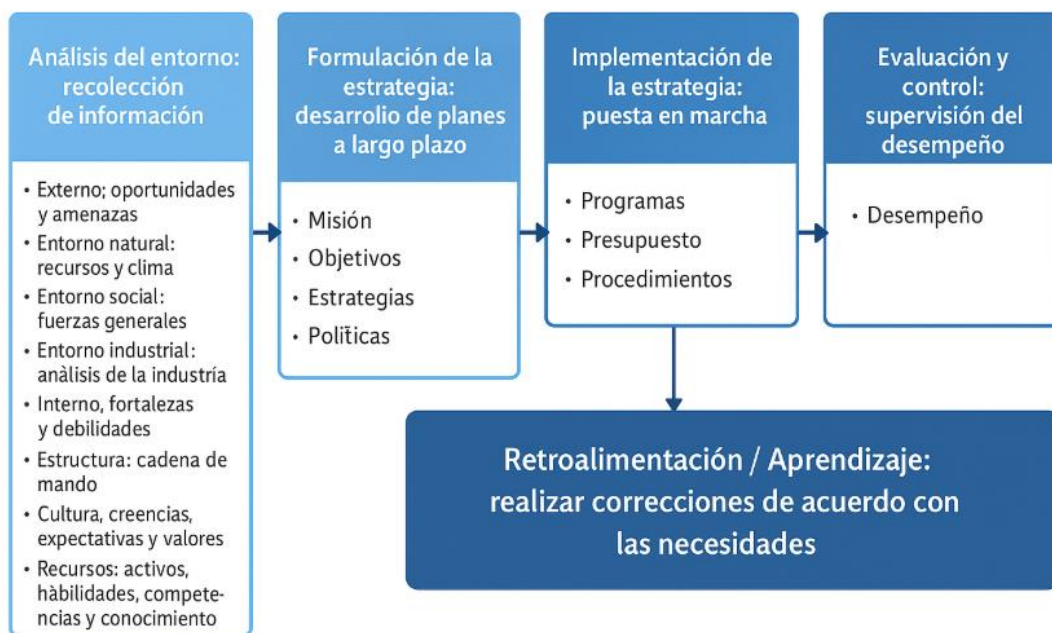 Análisis del entorno:
recolección
de información
• Externo; oportunidades
y amenazas
• Entorno natural:
recursos y clima
• Entorno social:
fuerzas generales
• Entorno industrial:
anàlisis de la industría
• Interno, fortalezas
y debilidades
• Estructura: cadena de
mando
• Cultura, creencias,
expectativas y valores
• Recursos: activos,
hàbilidades, compete-
ncias y conocimiento
Formulación de la
estrategia:
desarrolio de planes
a largo plazo
• Misión
• Objetivos
• Estrategias
• Polítìcas
Implementación de
la estrategia:
puesta en marcha
• Programas
• Presupuesto
• Procedimientos
Evaluación y
control:
supervisión del
desempeño
• Desempeño
Retroalimentación / Aprendizaje:
realizar correcciones de acuerdo con
las necesidades